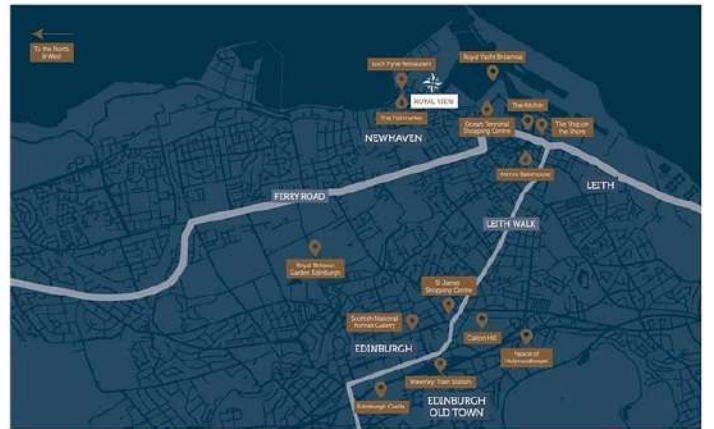 To the North
& West
Loch Fyne Restaurant
Royal Yacht Britannia
ROYAL VIEW
The Fishmarket
NEWHAVEN
Ocean Terminal
Shopping Centre
The Kitchin
The Ship on
the Shore
Mimi's Bakehouse
LEITH
FERRY ROAD
LEITH WALK
Royal Botanic
Garden Edinburgh
St James
Shopping Centre
Scottish National
Portrait Gallery
Calton Hill
EDINBURGH
Palace of
Holyroodhouse
Waverley Train Station
Edinburgh Castle
EDINBURGH
OLD TOWN